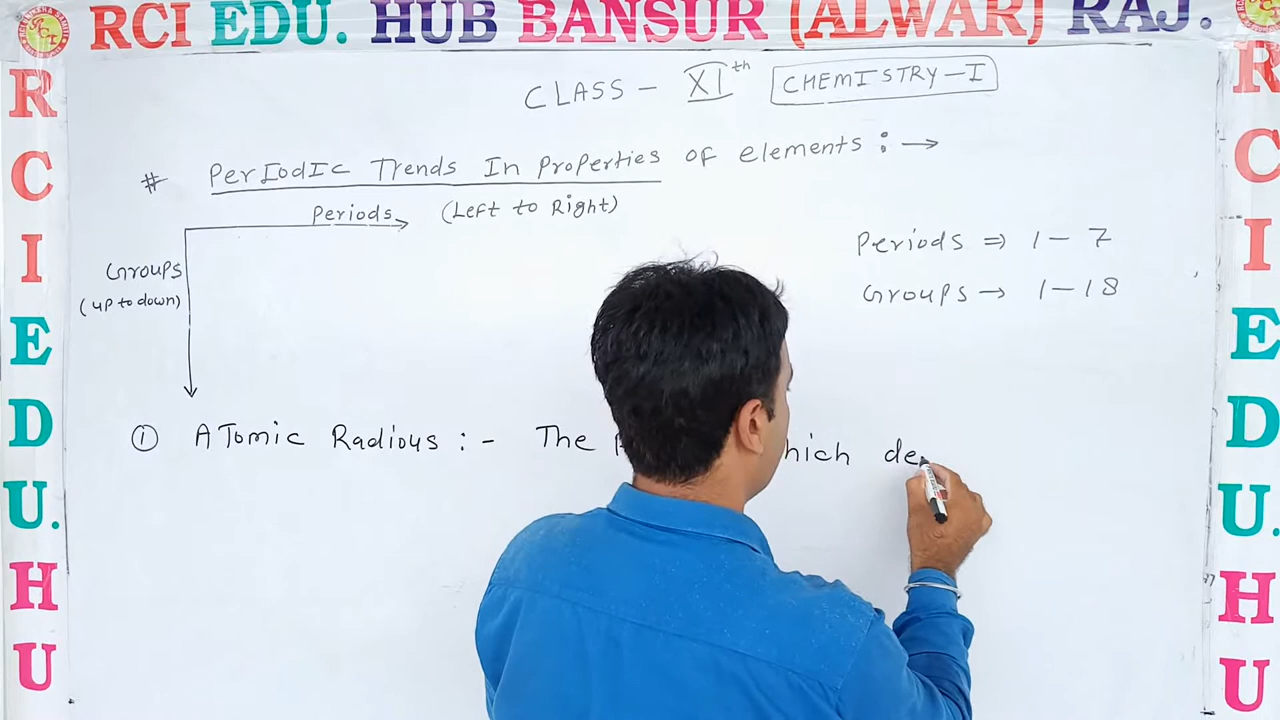 RCI EDU. HUB BANSUR (ALWAR) RAJ.
CLASS - XIth CHEMISTRY-I
# PerIodIc Trends In Properties of elements : →
Periods (Left to Right)
Groups
(up to down)
Periods ⇒ 1 - 7
Groups → 1 - 18
① ATomic Radious : - The hich de
R
C
I
E
D
U.
H
U
R
C
I
E
D
U.
H
U